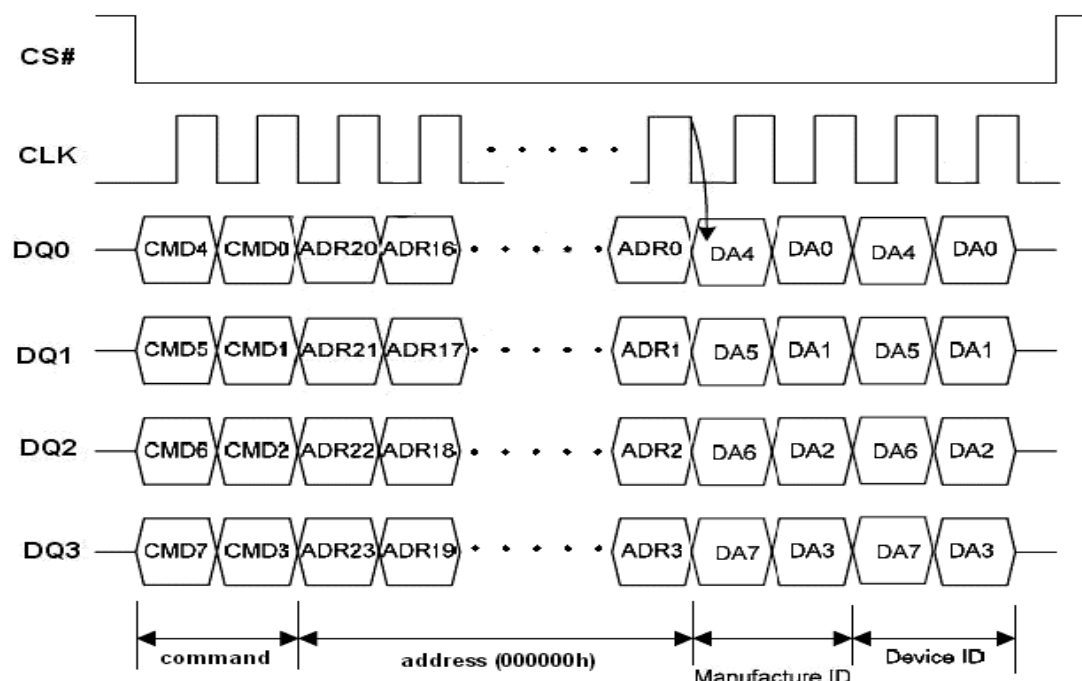 CS#
CLK
DQ0 CMD4 CMD0 ADR20 ADR16 ADR0 DA4 DA0 DA4 DA0
DQ1 CMD5 CMD1 ADR21 ADR17 ADR1 DA5 DA1 DA5 DA1
DQ2 CMD6 CMD2 ADR22 ADR18 ADR2 DA6 DA2 DA6 DA2
DQ3 CMD7 CMD3 ADR23 ADR19 ADR3 DA7 DA3 DA7 DA3
command address (000000h) Manufacture ID Device ID